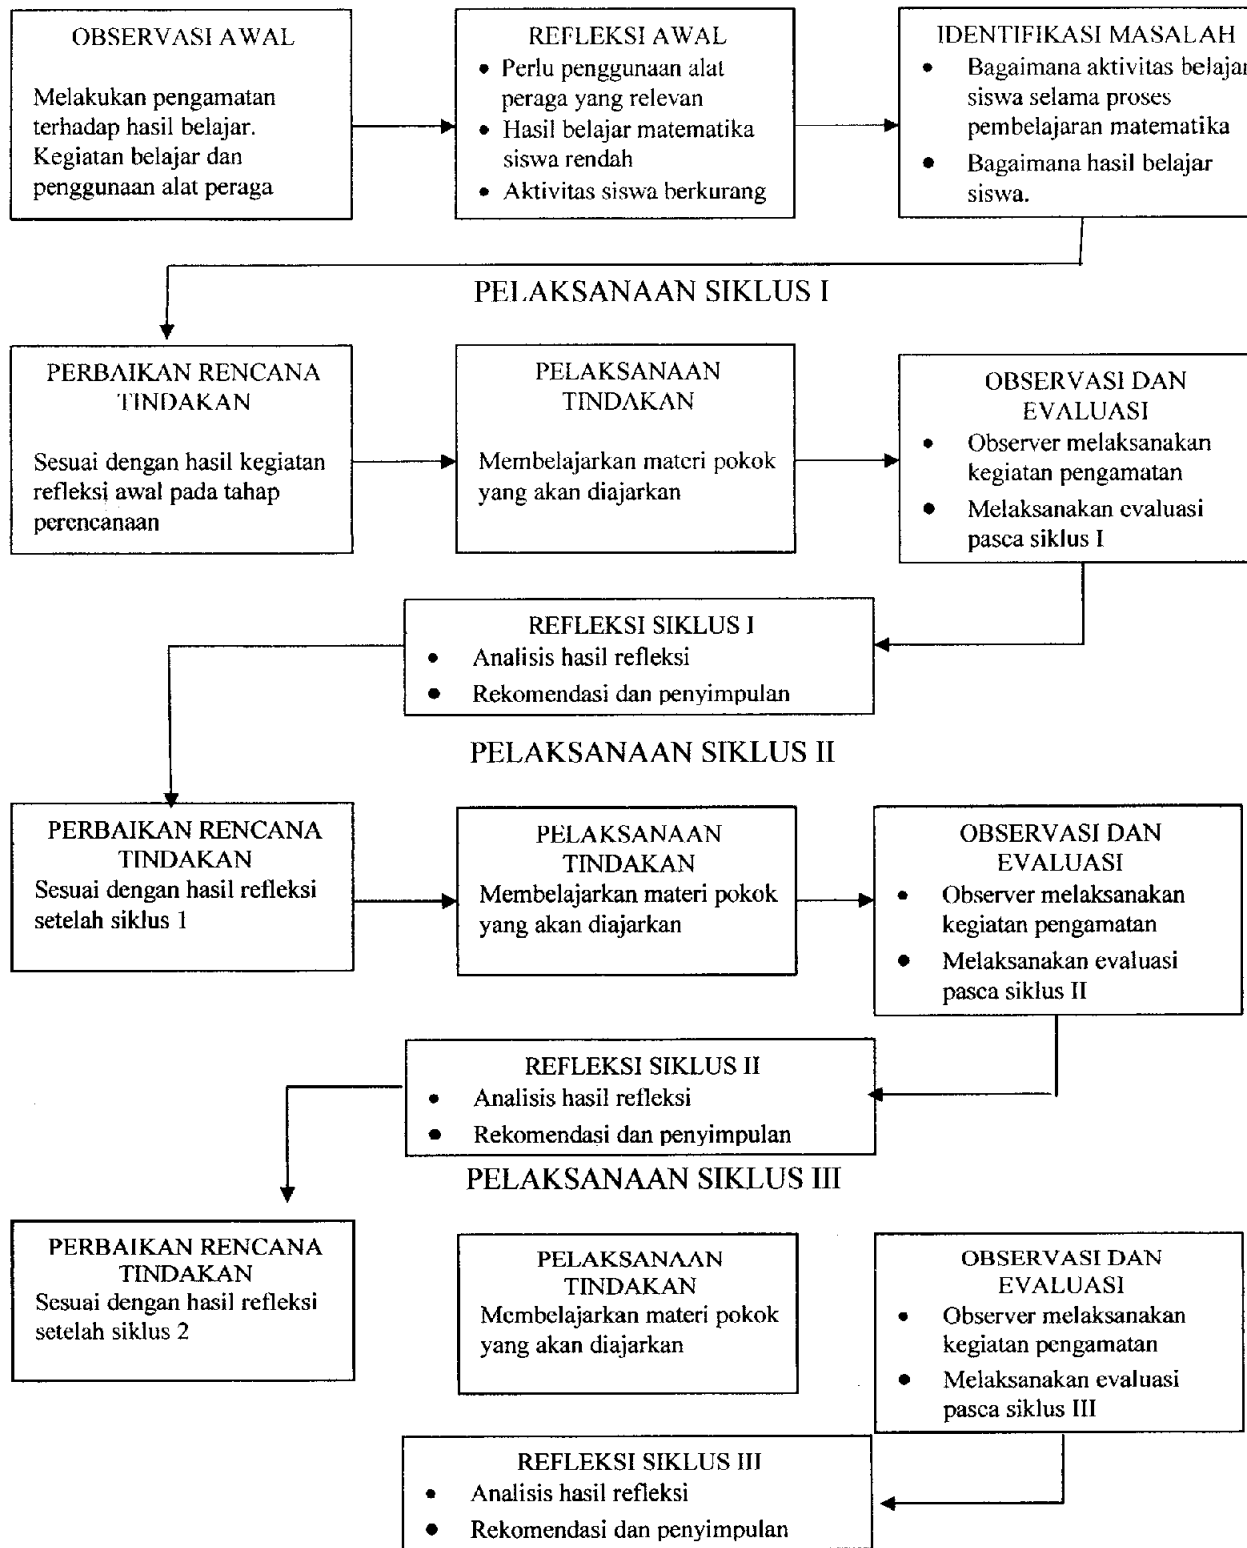 OBSERVASI AWAL
Melakukan pengamatan
terhadap hasil belajar.
Kegiatan belajar dan
penggunaan alat peraga
REFLEKSI AWAL
• Perlu penggunaan alat
peraga yang relevan
• Hasil belajar matematika
siswa rendah
• Aktivitas siswa berkurang
IDENTIFIKASI MASALAH
• Bagaimana aktivitas belajar
siswa selama proses
pembelajaran matematika
• Bagaimana hasil belajar
siswa.
PELAKSANAAN SIKLUS I
PERBAIKAN RENCANA
TINDAKAN
Sesuai dengan hasil kegiatan
refleksi awal pada tahap
perencanaan
PELAKSANAAN
TINDAKAN
Membelajarkan materi pokok
yang akan diajarkan
OBSERVASI DAN
EVALUASI
• Observer melaksanakan
kegiatan pengamatan
• Melaksanakan evaluasi
pasca siklus I
REFLEKSI SIKLUS I
• Analisis hasil refleksi
• Rekomendasi dan penyimpulan
PELAKSANAAN SIKLUS II
PERBAIKAN RENCANA
TINDAKAN
Sesuai dengan hasil refleksi
setelah siklus 1
PELAKSANAAN
TINDAKAN
Membelajarkan materi pokok
yang akan diajarkan
OBSERVASI DAN
EVALUASI
• Observer melaksanakan
kegiatan pengamatan
• Melaksanakan evaluasi
pasca siklus II
REFLEKSI SIKLUS II
• Analisis hasil refleksi
• Rekomendasi dan penyimpulan
PELAKSANAAN SIKLUS III
PERBAIKAN RENCANA
TINDAKAN
Sesuai dengan hasil refleksi
setelah siklus 2
PELAKSANAAN
TINDAKAN
Membelajarkan materi pokok
yang akan diajarkan
OBSERVASI DAN
EVALUASI
• Observer melaksanakan
kegiatan pengamatan
• Melaksanakan evaluasi
pasca siklus III
REFLEKSI SIKLUS III
• Analisis hasil refleksi
• Rekomendasi dan penyimpulan